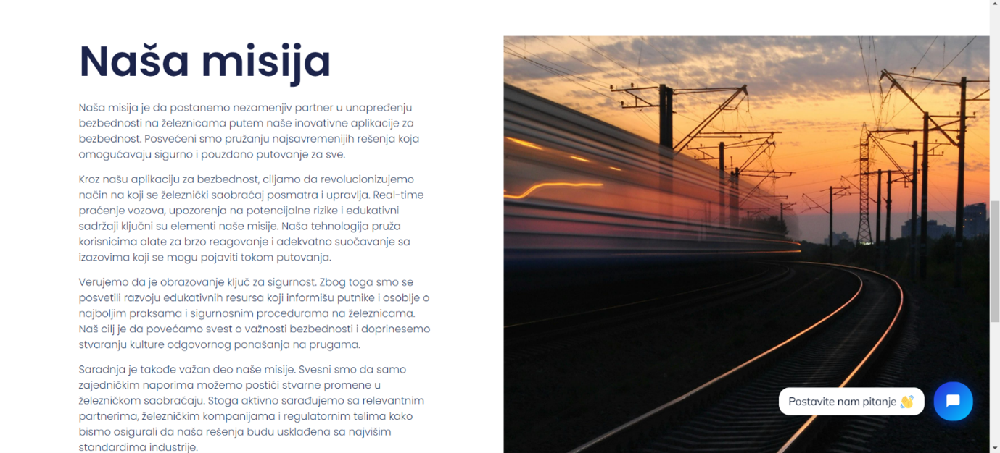 Naša misija
Naša misija je da postanemo nezamenjiv partner u unapređenju
bezbednosti na železnicama putem naše inovativne aplikacije za
bezbednost. Posvećeni smo pružanju najsavremenijih rešenja koja
omogućavaju sigurno i pouzdano putovanje za sve.
Kroz našu aplikaciju za bezbednost, ciljamo da revolucionizujemo
način na koji se železnički saobraćaj posmatra i upravlja. Real-time
praćenje vozova, upozorenja na potencijalne rizike i edukativni
sadržaji ključni su elementi naše misije. Naša tehnologija pruža
korisnicima alate za brzo reagovanje i adekvatno suočavanje sa
izazovima koji se mogu pojaviti tokom putovanja.
Verujemo da je obrazovanje ključ za sigurnost. Zbog toga smo se
posvetili razvoju edukativnih resursa koji informišu putnike i osoblje o
najboljim praksama i sigurnosnim procedurama na železnicama.
Naš cilj je da povećamo svest o važnosti bezbednosti i doprinesemo
stvaranju kulture odgovornog ponašanja na prugama.
Saradnja je takođe važan deo naše misije. Svesni smo da samo
zajedničkim naporima možemo postići stvarne promene u
železničkom saobraćaju. Stoga aktivno sarađujemo sa relevantnim
partnerima, železničkim kompanijama i regulatornim telima kako
bismo osigurali da naša rešenja budu usklađena sa najvišim
standardima industrije.
Postavite nam pitanje 👋